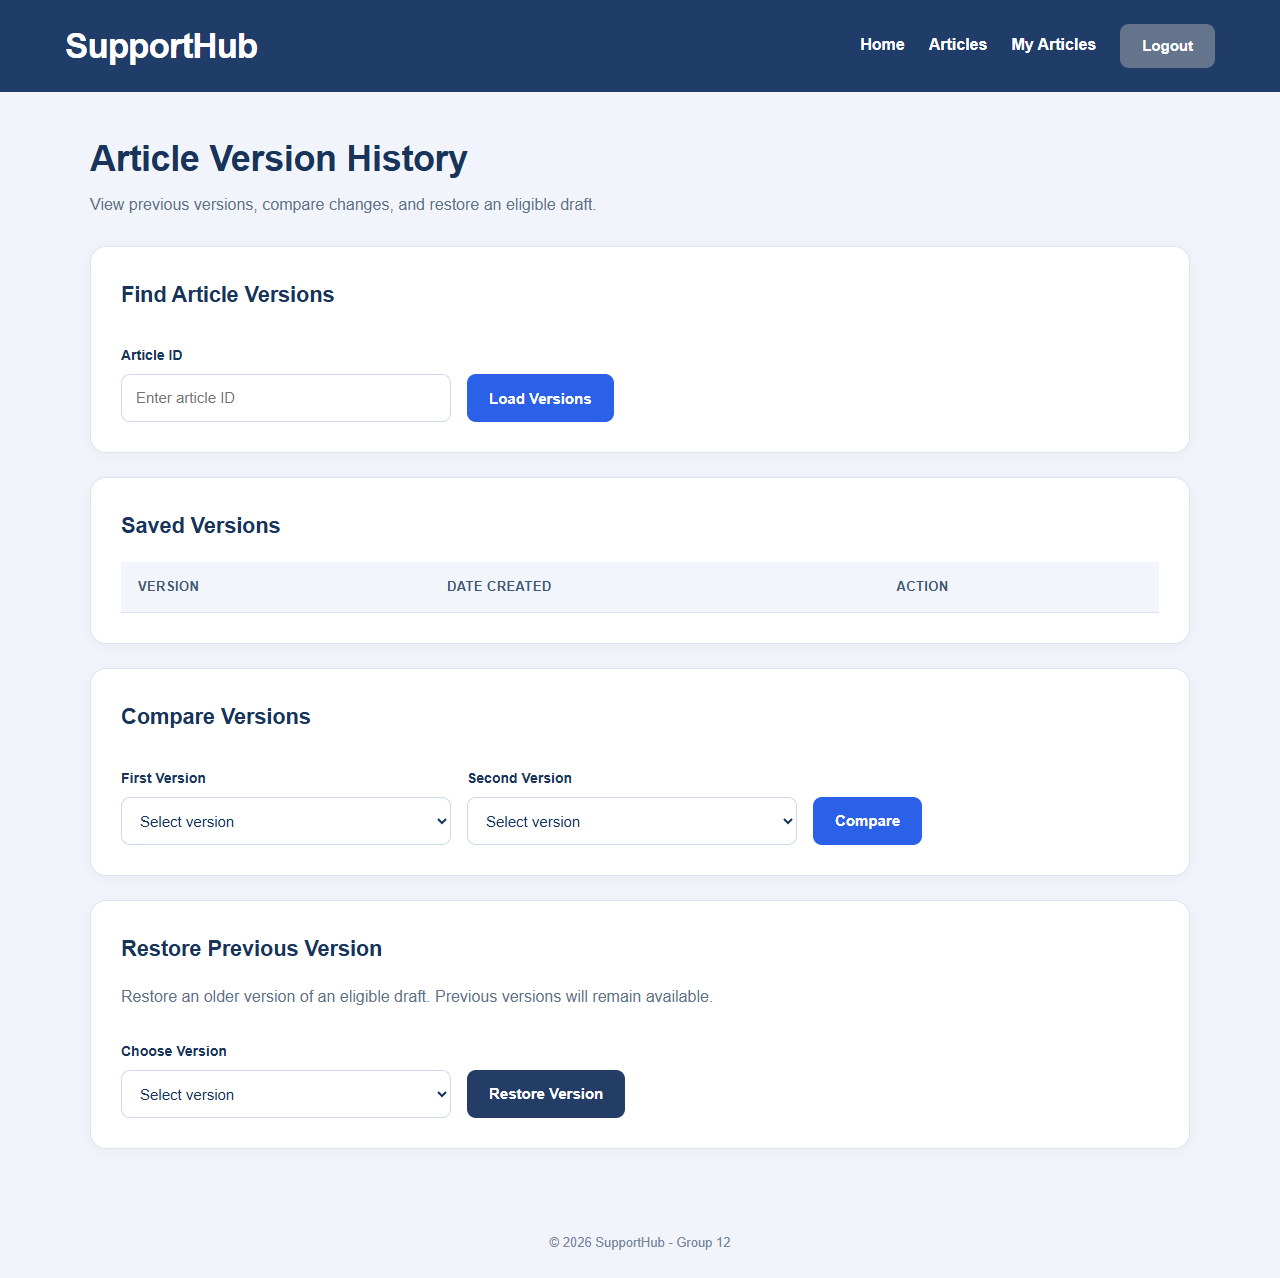 SupportHub
Home Articles My Articles Logout
Article Version History
View previous versions, compare changes, and restore an eligible draft.
Find Article Versions
Article ID
Enter article ID Load Versions
Saved Versions
VERSION DATE CREATED ACTION
Compare Versions
First Version Second Version
Select version Select version Compare
Restore Previous Version
Restore an older version of an eligible draft. Previous versions will remain available.
Choose Version
Select version Restore Version
© 2026 SupportHub - Group 12